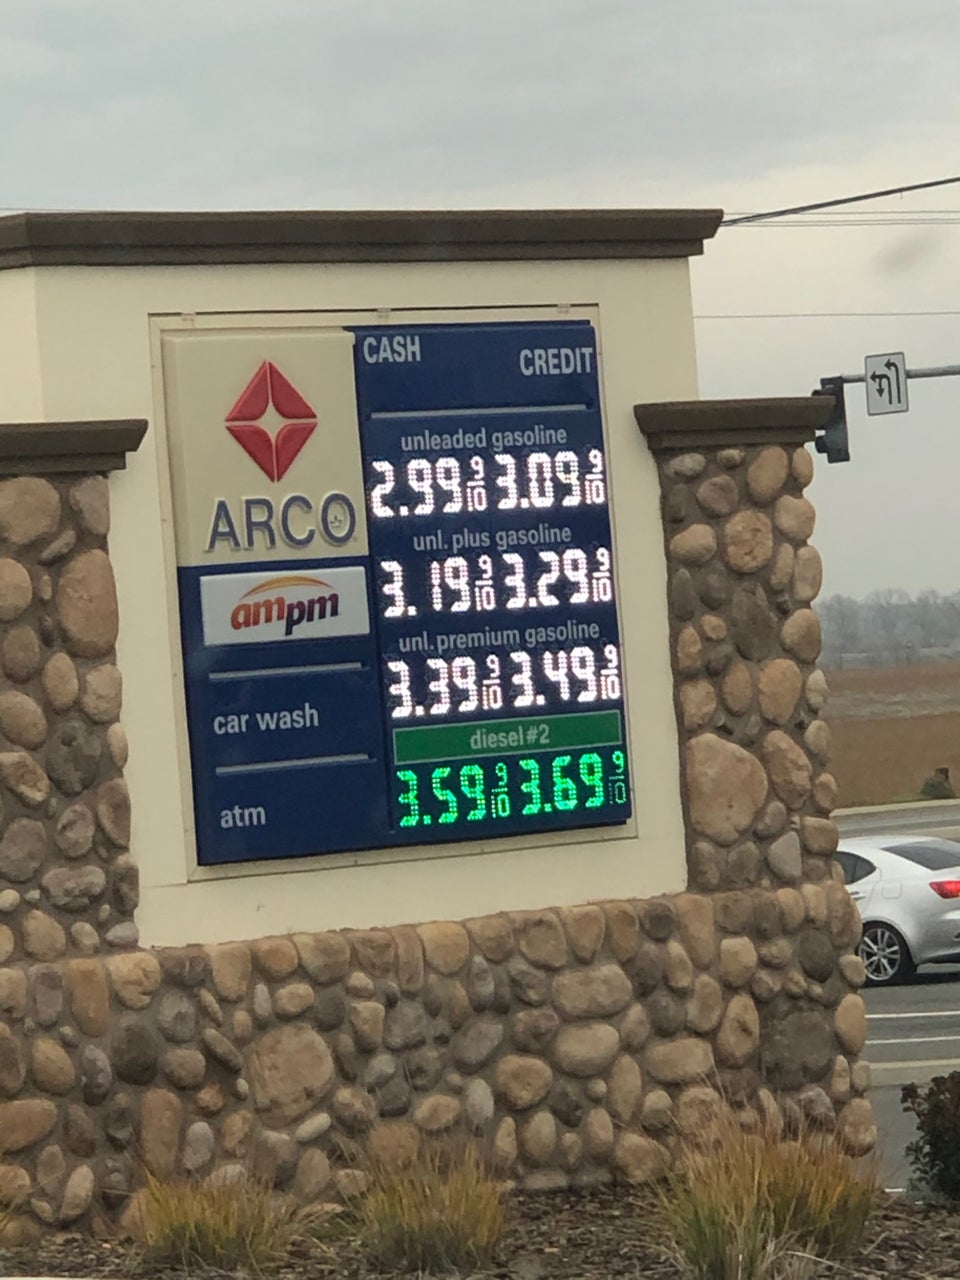 CASH CREDIT
unleaded gasoline
2.99 9/10 3.09 9/10
unl. plus gasoline
3.19 9/10 3.29 9/10
unl. premium gasoline
3.39 9/10 3.49 9/10
diesel #2
3.59 9/10 3.69 9/10
ARCO
ampm
car wash
atm